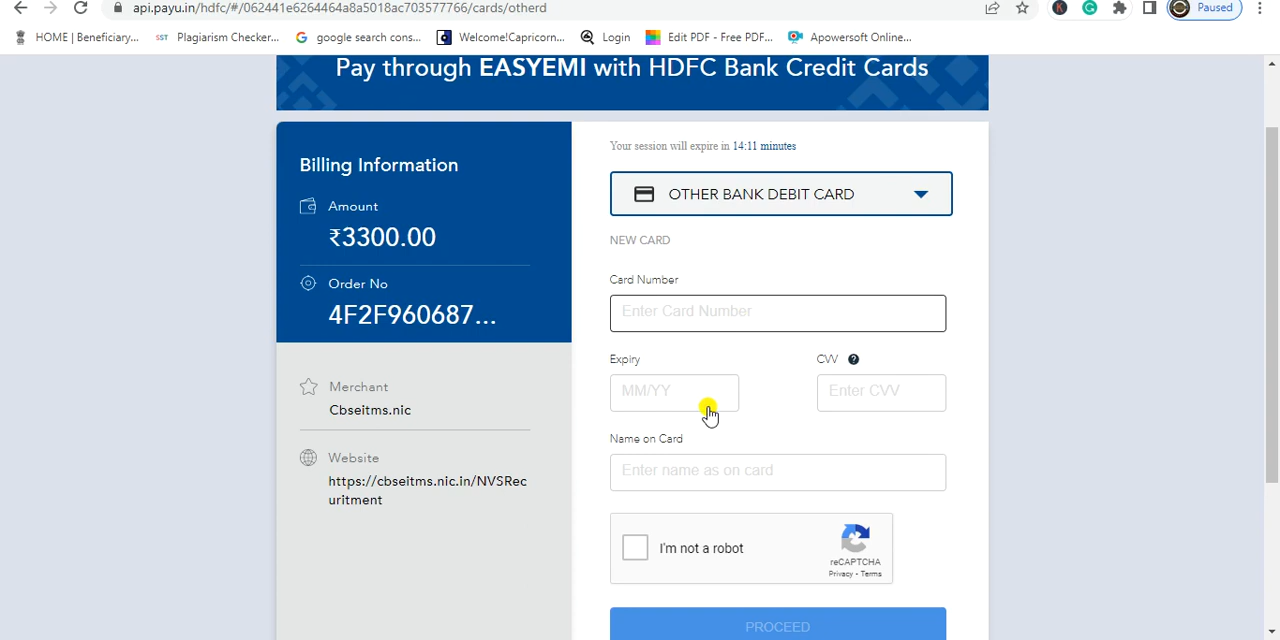 api.payu.in/hdfc/#/062441e6264464a8a5018ac703577766/cards/otherd
K
G
Paused
HOME | Beneficiary...
SST Plagiarism Checker...
G google search cons...
Welcome!Capricorn...
Login
Edit PDF - Free PDF...
Apowersoft Online...
Pay through EASYEMI with HDFC Bank Credit Cards
Billing Information
Amount
₹3300.00
Order No
4F2F960687...
Merchant
Cbseitms.nic
Website
https://cbseitms.nic.in/NVSRec
uritment
Your session will expire in 14:11 minutes
OTHER BANK DEBIT CARD
NEW CARD
Card Number
Enter Card Number
Expiry
CVV ?
MM/YY
Enter CVV
Name on Card
Enter name as on card
I'm not a robot
reCAPTCHA
Privacy - Terms
PROCEED